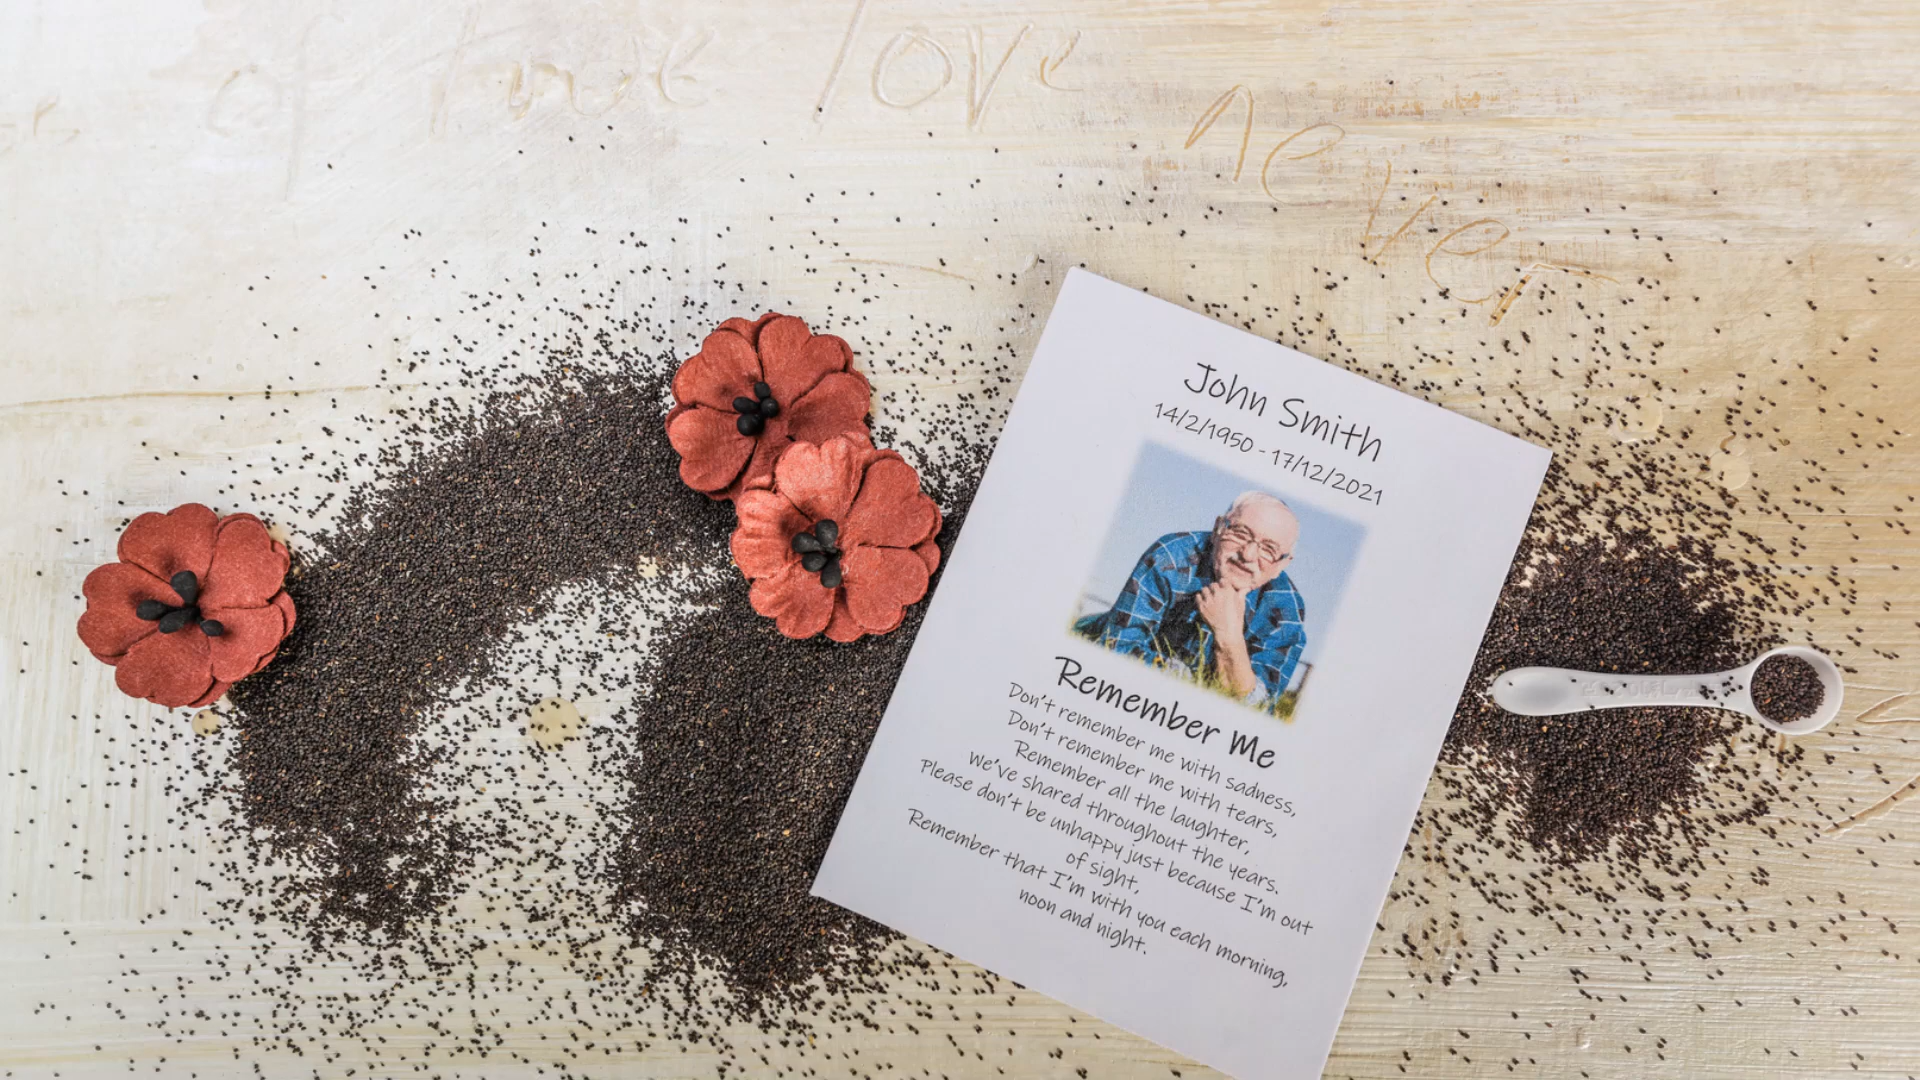 of true love
never
John Smith
14/2/1950 - 17/12/2021
Remember Me
Don't remember me with sadness,
Don't remember me with tears,
Remember all the laughter,
We've shared throughout the years.
Please don't be unhappy just because I'm out
of sight,
Remember that I'm with you each morning,
noon and night.